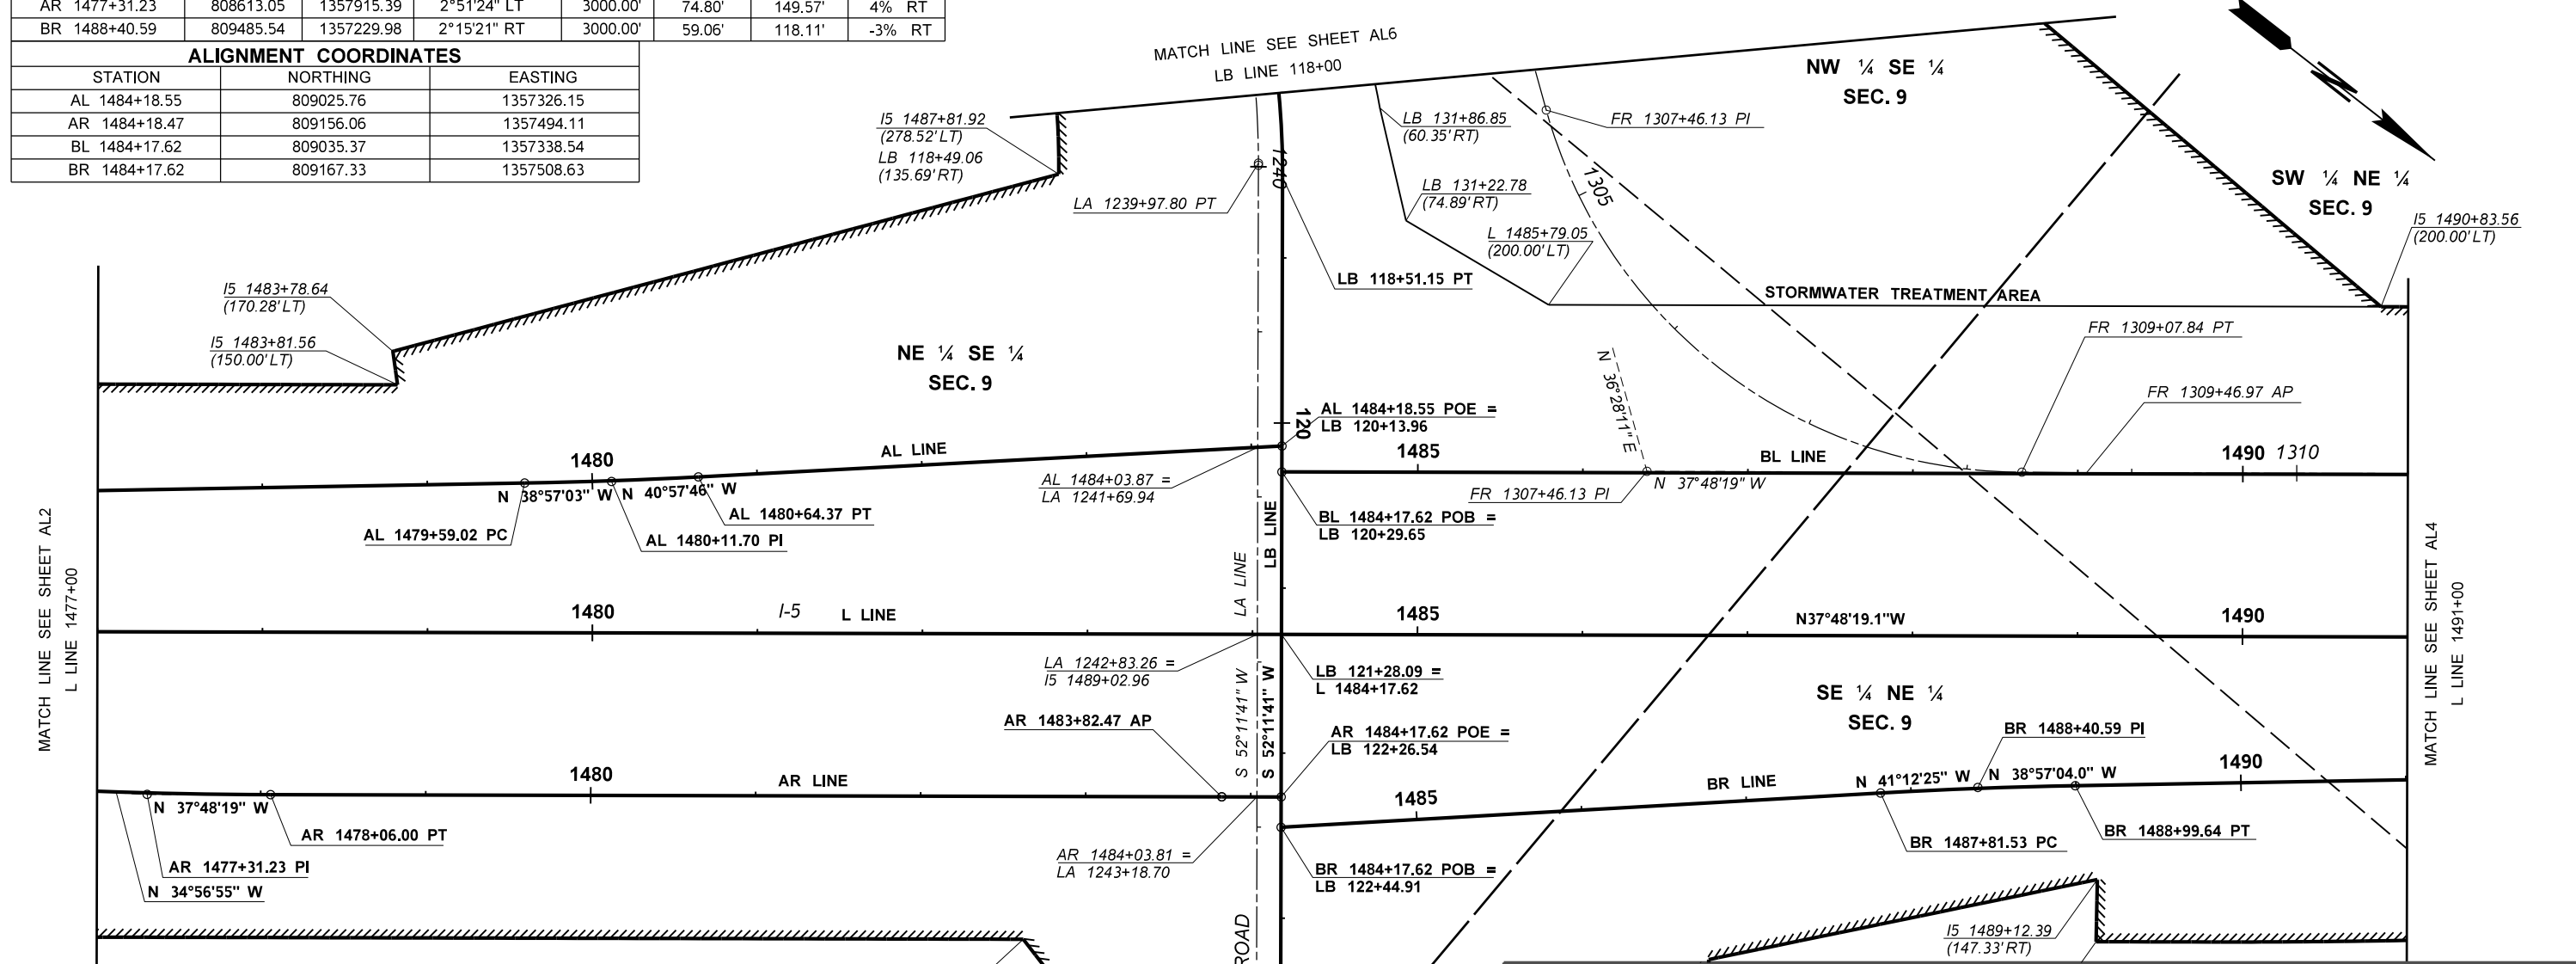 AR 1477+31.23 808613.05 1357915.39 2°51'24" LT 3000.00' 74.80' 149.57' 4% RT
BR 1488+40.59 809485.54 1357229.98 2°15'21" RT 3000.00' 59.06' 118.11' -3% RT
ALIGNMENT COORDINATES
STATION NORTHING EASTING
AL 1484+18.55 809025.76 1357326.15
AR 1484+18.47 809156.06 1357494.11
BL 1484+17.62 809035.37 1357338.54
BR 1484+17.62 809167.33 1357508.63
MATCH LINE SEE SHEET AL6
LB LINE 118+00
N
NW ¼ SE ¼
SEC. 9
SW ¼ NE ¼
SEC. 9
I5 1487+81.92
(278.52' LT)
LB 118+49.06
(135.69' RT)
LA 1239+97.80 PT
1240
LB 131+86.85
(60.35' RT)
FR 1307+46.13 PI
LB 131+22.78
(74.89' RT)
1305
L 1485+79.05
(200.00' LT)
I5 1490+83.56
(200.00' LT)
LB 118+51.15 PT
STORMWATER TREATMENT AREA
I5 1483+78.64
(170.28' LT)
I5 1483+81.56
(150.00' LT)
NE ¼ SE ¼
SEC. 9
FR 1309+07.84 PT
N 36°28'11" E
FR 1309+46.97 AP
120
AL 1484+18.55 POE =
LB 120+13.96
AL LINE
1480
1485
BL LINE
1490
1310
N 38°57'03" W
N 40°57'46" W
AL 1484+03.87 =
LA 1241+69.94
FR 1307+46.13 PI
N 37°48'19" W
AL 1479+59.02 PC
AL 1480+11.70 PI
AL 1480+64.37 PT
LB LINE
LA LINE
BL 1484+17.62 POB =
LB 120+29.65
MATCH LINE SEE SHEET AL2
L LINE 1477+00
MATCH LINE SEE SHEET AL4
L LINE 1491+00
1480
I-5
L LINE
1485
N37°48'19.1"W
1490
LA 1242+83.26 =
I5 1489+02.96
LB 121+28.09 =
L 1484+17.62
S 52°11'41" W
S 52°11'41" W
SE ¼ NE ¼
SEC. 9
AR 1483+82.47 AP
AR 1484+17.62 POE =
LB 122+26.54
BR 1488+40.59 PI
1480
AR LINE
1485
BR LINE
N 41°12'25" W
N 38°57'04.0" W
1490
N 37°48'19" W
AR 1478+06.00 PT
AR 1477+31.23 PI
N 34°56'55" W
AR 1484+03.81 =
LA 1243+18.70
BR 1484+17.62 POB =
LB 122+44.91
BR 1487+81.53 PC
BR 1488+99.64 PT
ROAD
I5 1489+12.39
(147.33' RT)